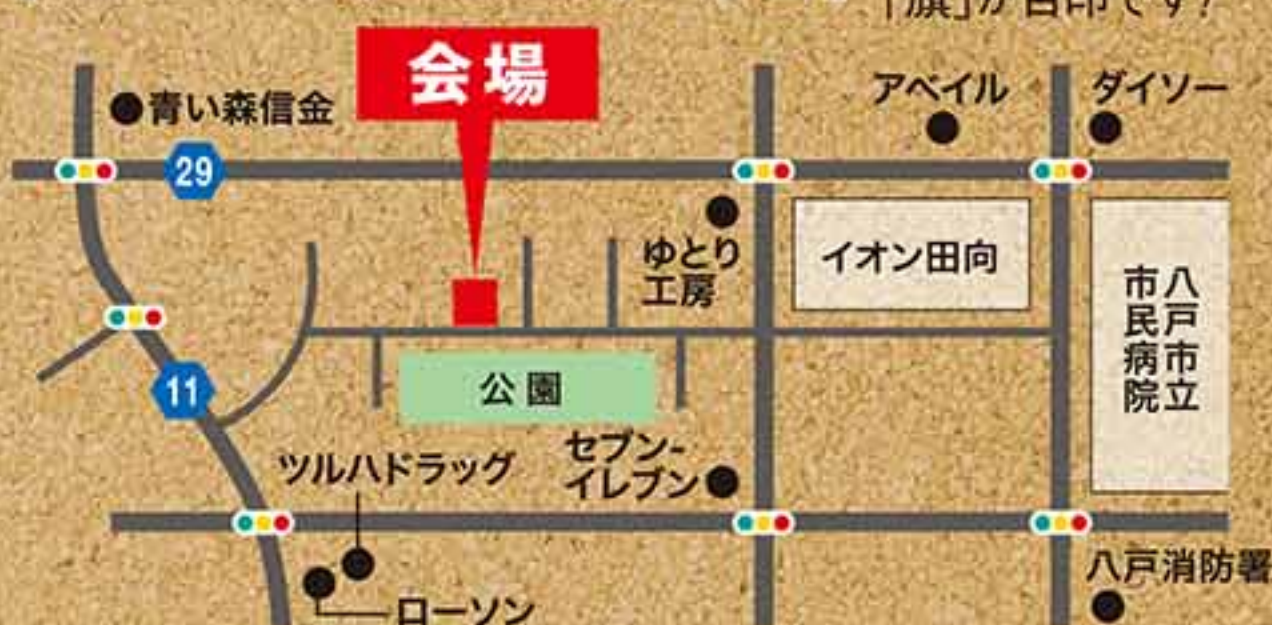 「旗」が目印です!
会場
アベイル
ダイソー
青い森信金
29
ゆとり
工房
イオン田向
八戸市立
市民病院
11
公園
セブン-
イレブン
ツルハドラッグ
八戸消防署
ローソン